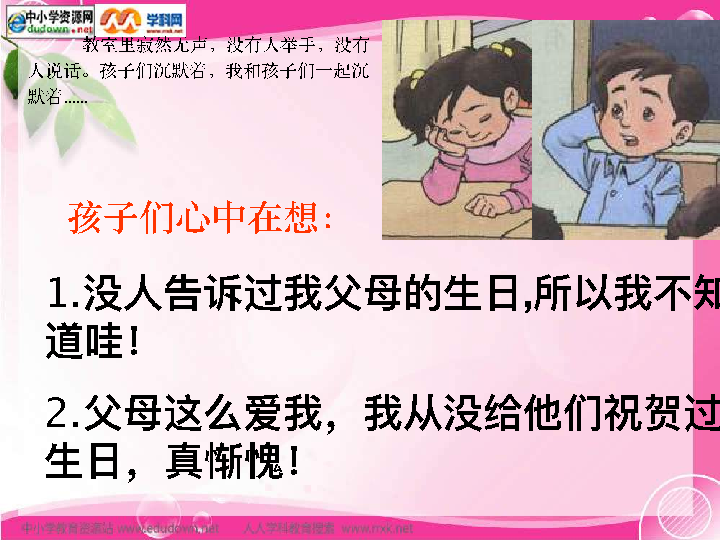 中小学资源网
edudown.net
学科网
教室里寂然无声，没有人举手，没有
人说话。孩子们沉默着，我和孩子们一起沉
默着……
孩子们心中在想：
1.没人告诉过我父母的生日,所以我不知
道哇！
2.父母这么爱我，我从没给他们祝贺过
生日，真惭愧！
中小学教育资源站 www.edudown.net 人人学科教育搜索 www.rrxk.net